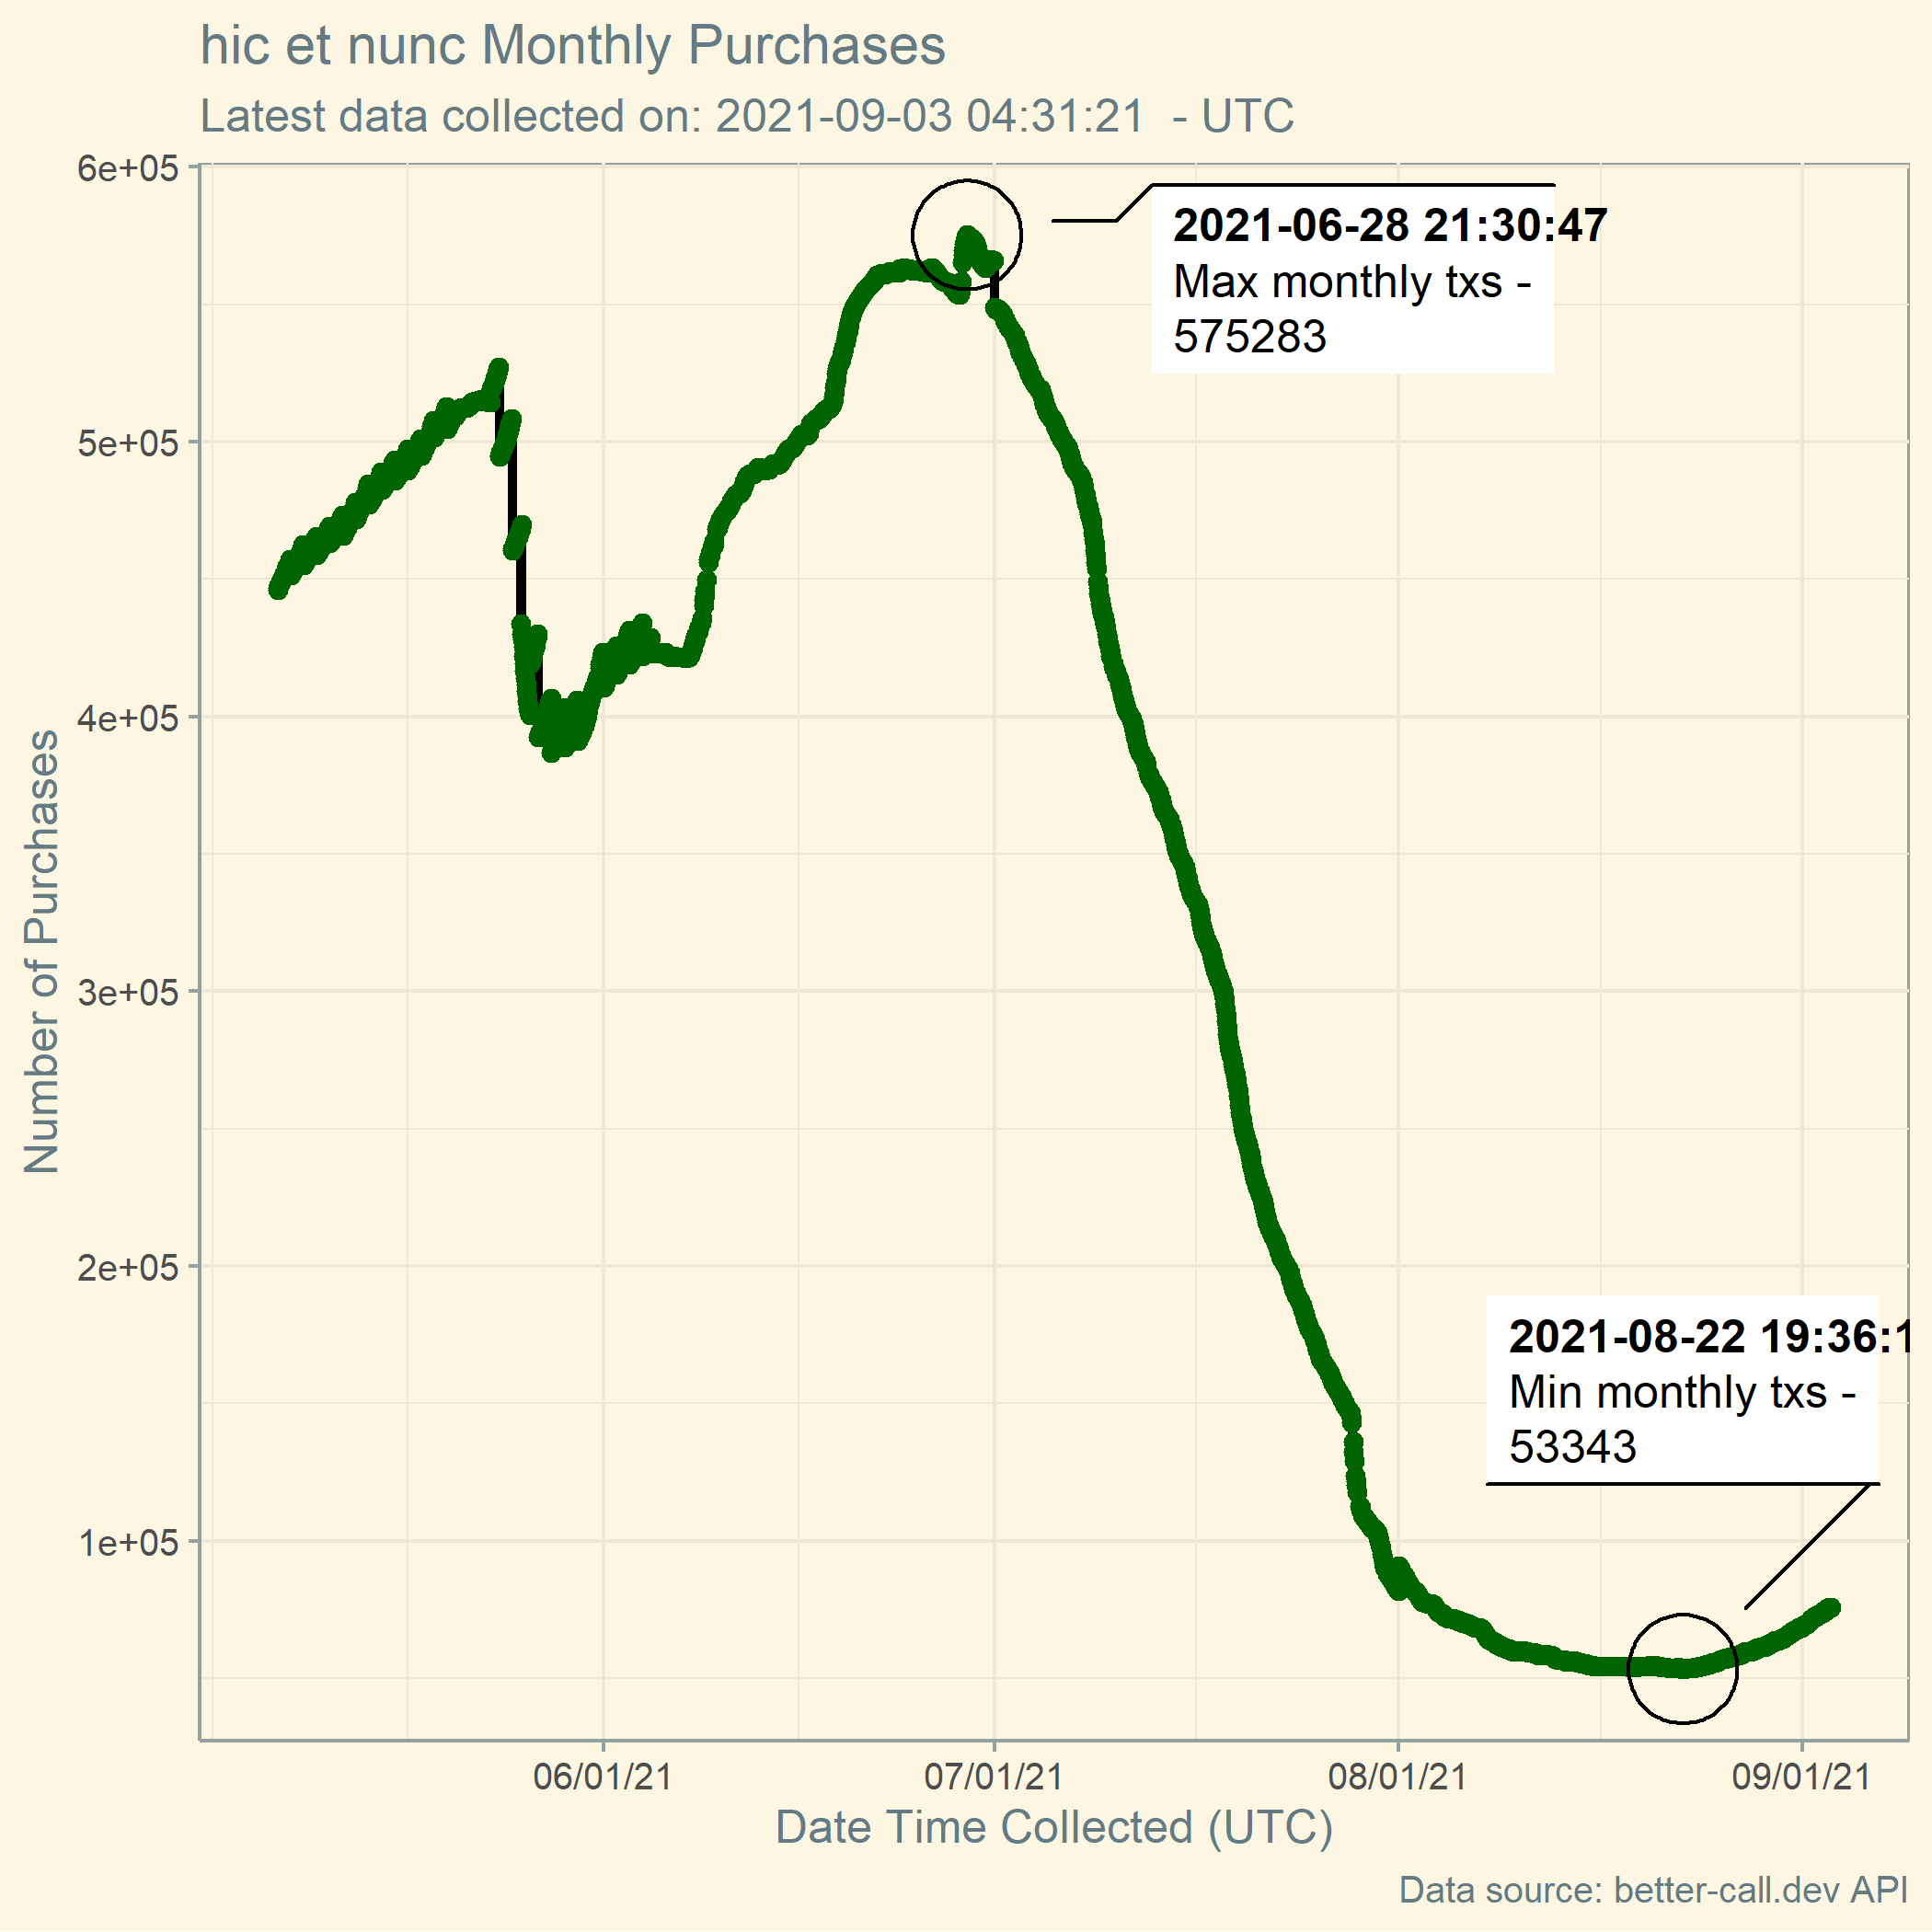 hic et nunc Monthly Purchases
Latest data collected on: 2021-09-03 04:31:21 - UTC
6e+05
5e+05
4e+05
3e+05
2e+05
1e+05
Number of Purchases
2021-06-28 21:30:47
Max monthly txs -
575283
2021-08-22 19:36:1
Min monthly txs -
53343
06/01/21
07/01/21
08/01/21
09/01/21
Date Time Collected (UTC)
Data source: better-call.dev API